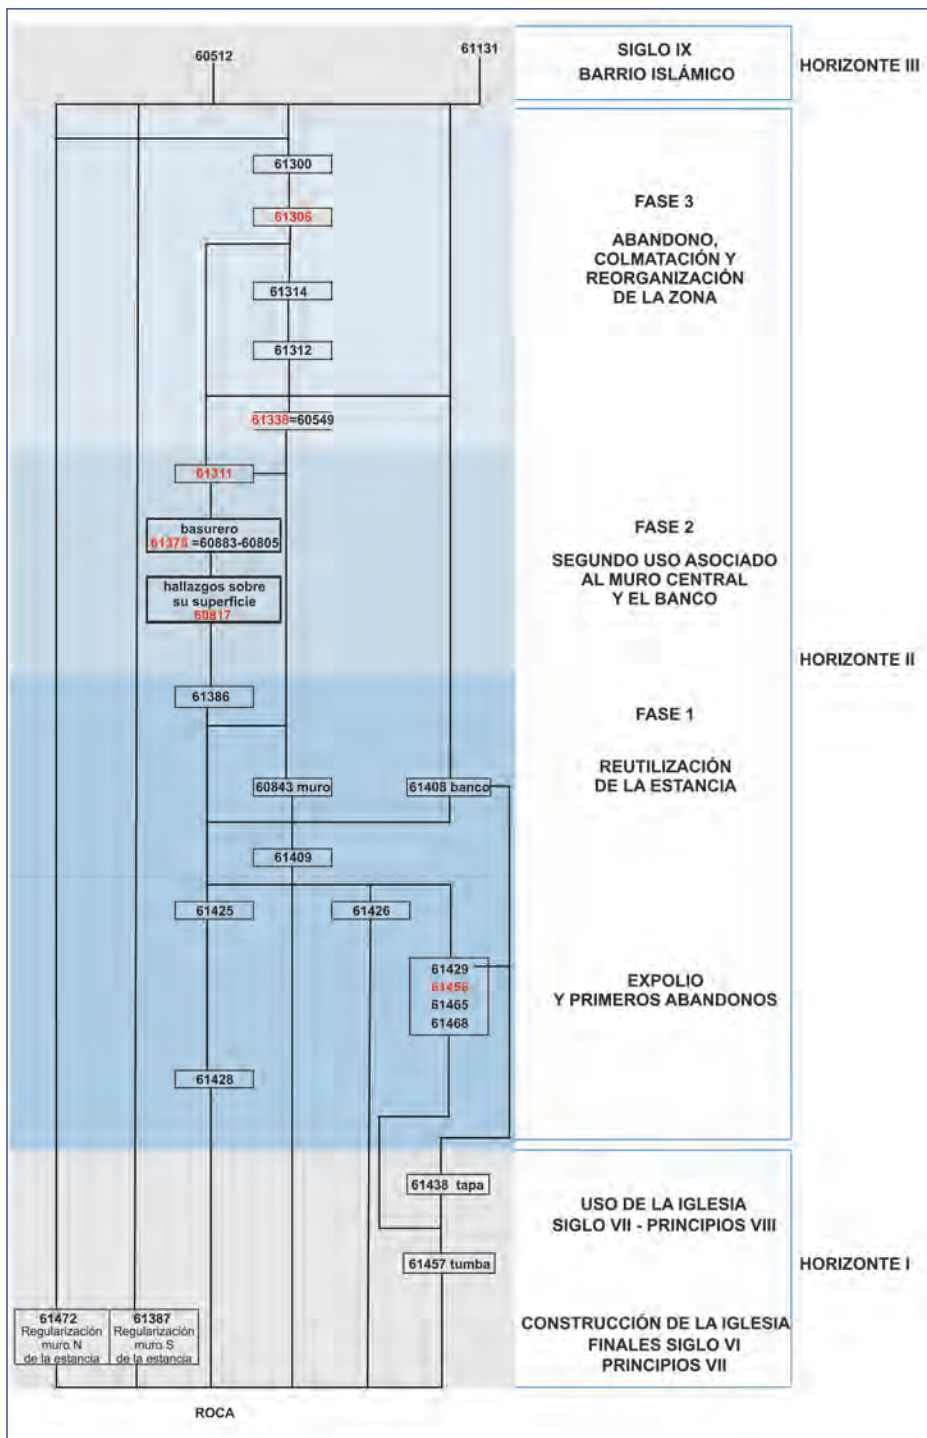 60512
61131
SIGLO IX
BARRIO ISLÁMICO
HORIZONTE III
61300
61306
61314
61312
61338=60549
FASE 3
ABANDONO,
COLMATACIÓN Y
REORGANIZACIÓN
DE LA ZONA
61311
basurero
61375 =60883-60805
hallazgos sobre
su superficie
60817
FASE 2
SEGUNDO USO ASOCIADO
AL MURO CENTRAL
Y EL BANCO
HORIZONTE II
61386
60843 muro
61408 banco
61409
61425
61426
61429
61456
61465
61468
61428
FASE 1
REUTILIZACIÓN
DE LA ESTANCIA
EXPOLIO
Y PRIMEROS ABANDONOS
61438 tapa
61457 tumba
USO DE LA IGLESIA
SIGLO VII - PRINCIPIOS VIII
HORIZONTE I
61472
Regularización
muro N
de la estancia
61387
Regularización
muro S
de la estancia
CONSTRUCCIÓN DE LA IGLESIA
FINALES SIGLO VI
PRINCIPIOS VII
ROCA